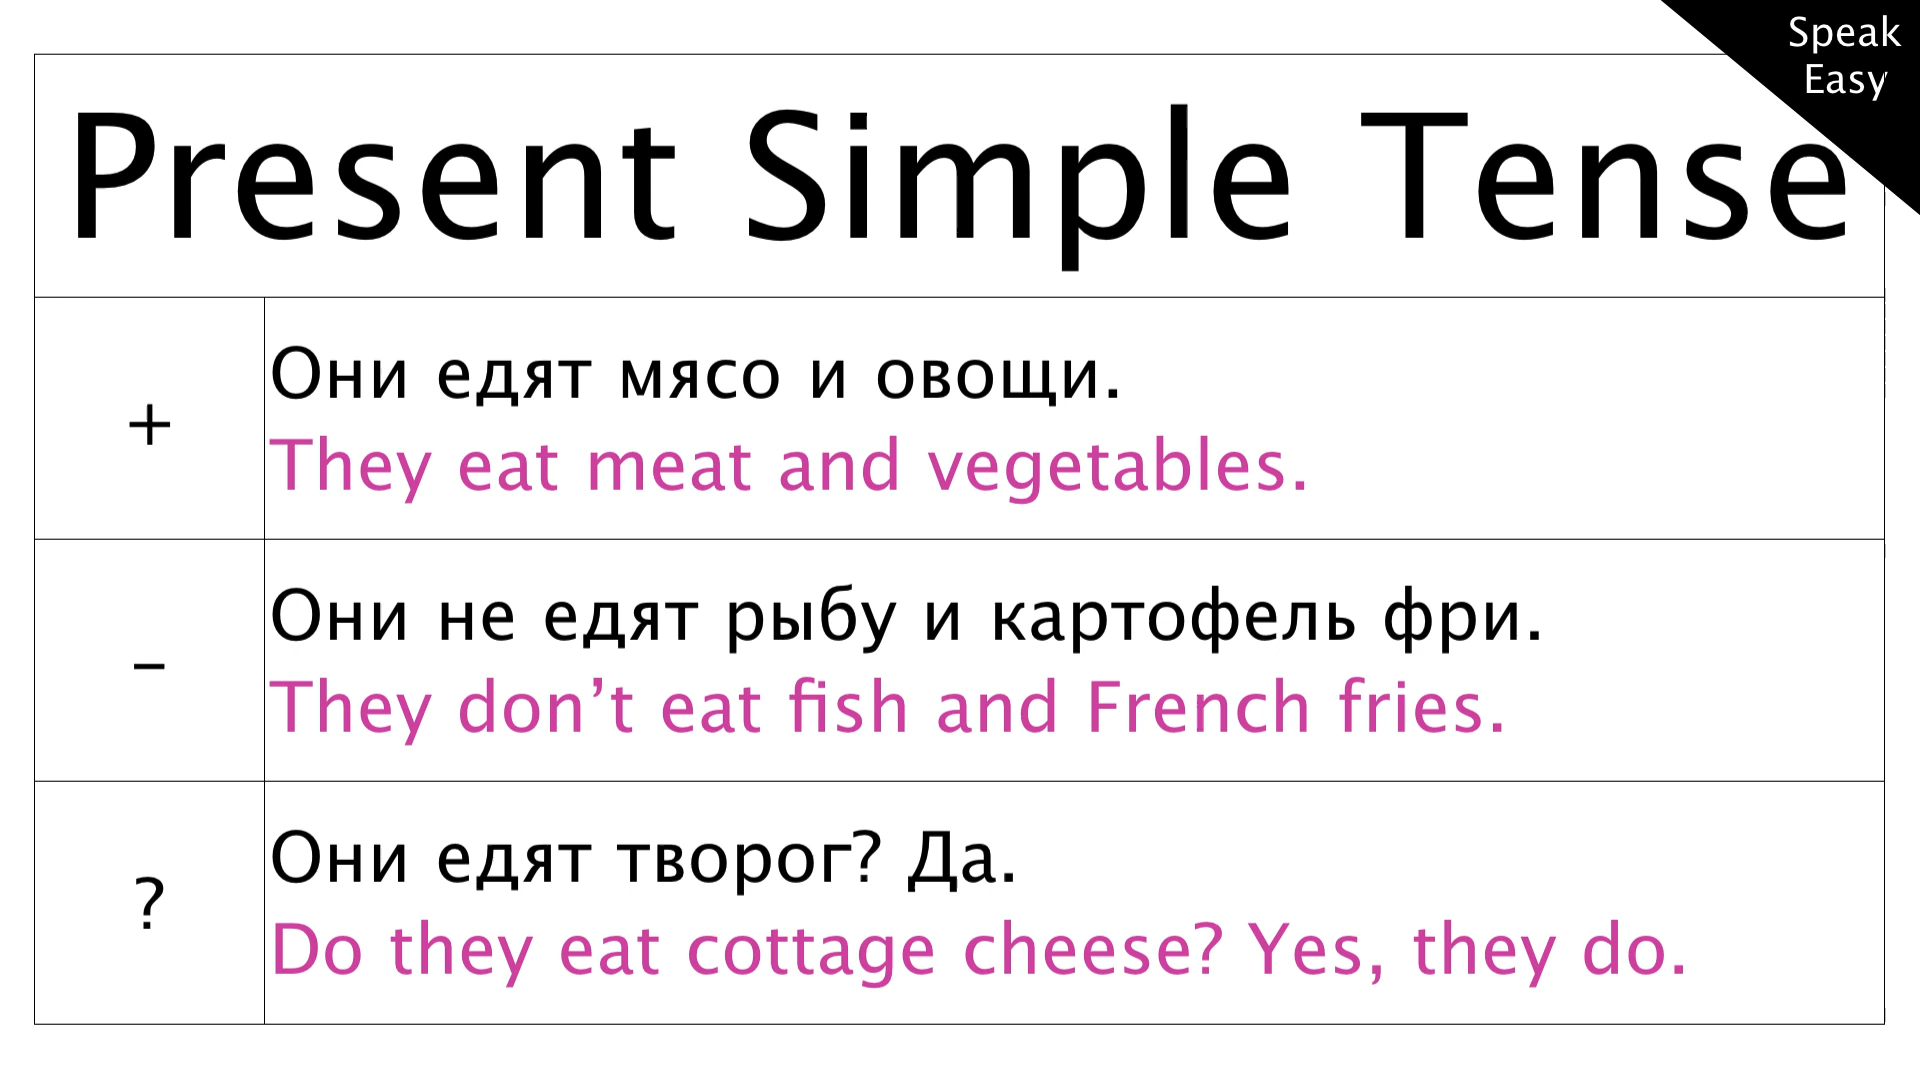 Speak
Easy
Present Simple Tense
+
Они едят мясо и овощи.
They eat meat and vegetables.
–
Они не едят рыбу и картофель фри.
They don’t eat fish and French fries.
?
Они едят творог? Да.
Do they eat cottage cheese? Yes, they do.